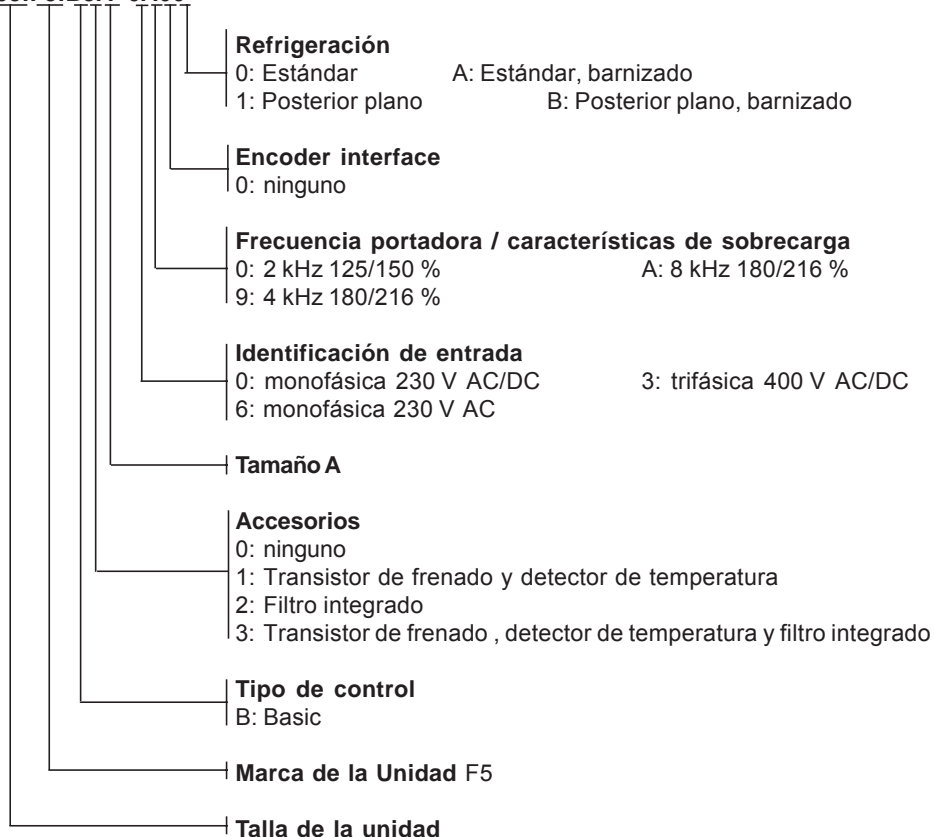 Refrigeración
0: Estándar A: Estándar, barnizado
1: Posterior plano B: Posterior plano, barnizado
Encoder interface
0: ninguno
Frecuencia portadora / características de sobrecarga
0: 2 kHz 125/150 % A: 8 kHz 180/216 %
9: 4 kHz 180/216 %
Identificación de entrada
0: monofásica 230 V AC/DC 3: trifásica 400 V AC/DC
6: monofásica 230 V AC
Tamaño A
Accesorios
0: ninguno
1: Transistor de frenado y detector de temperatura
2: Filtro integrado
3: Transistor de frenado , detector de temperatura y filtro integrado
Tipo de control
B: Basic
Marca de la Unidad F5
Talla de la unidad